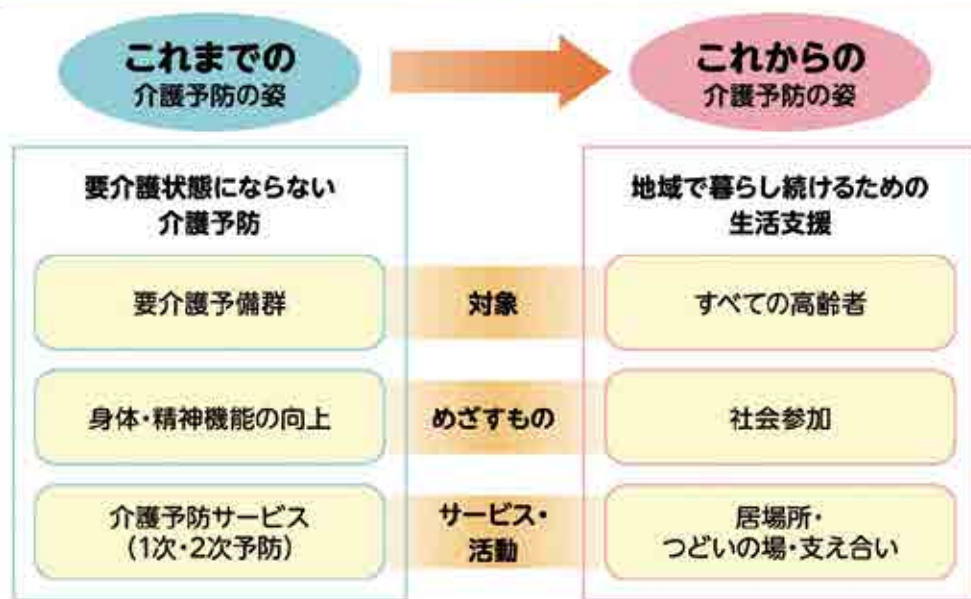 これまでの
介護予防の姿
これからの
介護予防の姿
要介護状態にならない
介護予防
地域で暮らし続けるための
生活支援
要介護予備群
対象
すべての高齢者
身体・精神機能の向上
めざすもの
社会参加
介護予防サービス
(1次・2次予防)
サービス・
活動
居場所・
つどいの場・支え合い